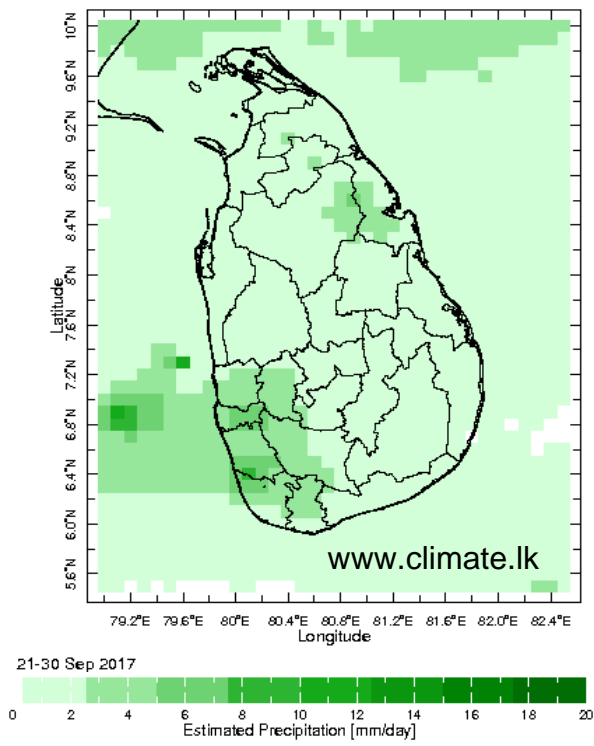 10°N
9.6°N
9.2°N
8.8°N
8.4°N
8°N
7.6°N
7.2°N
6.8°N
6.4°N
6.0°N
5.6°N
Latitude
www.climate.lk
79.2°E 79.6°E 80°E 80.4°E 80.8°E 81.2°E 81.6°E 82.0°E 82.4°E
Longitude
21-30 Sep 2017
0 2 4 6 8 10 12 14 16 18 20
Estimated Precipitation [mm/day]